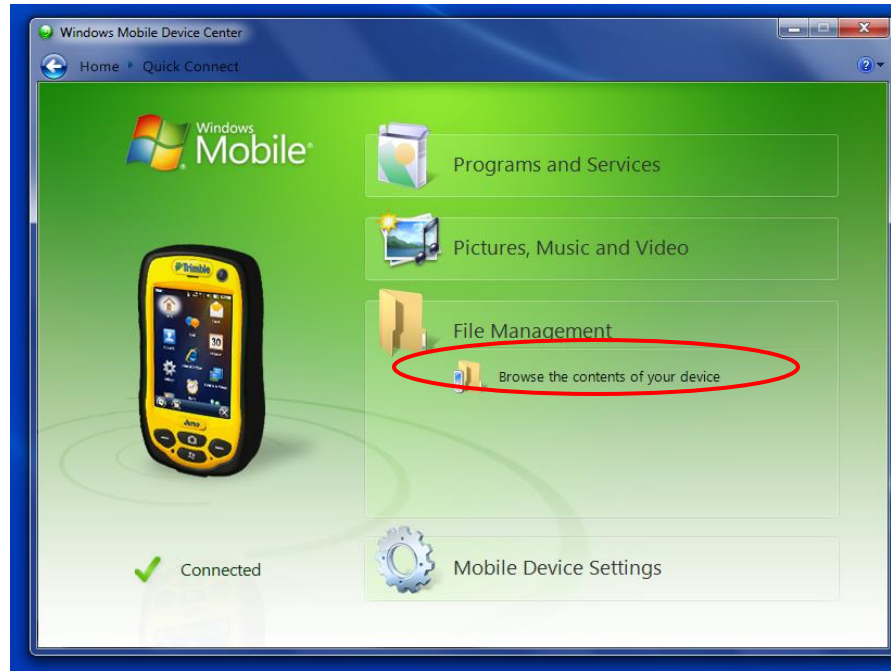 Windows Mobile Device Center
Home Quick Connect
Windows
Mobile
Programs and Services
Pictures, Music and Video
Trimble
File Management
30
Browse the contents of your device
Juno
Connected
Mobile Device Settings